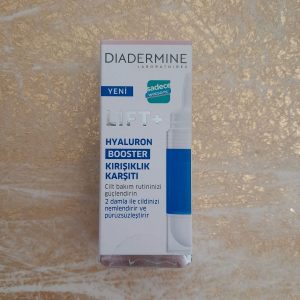 DIADERMINE
LABORATOIRES
YENİ
sadece
LIFT+
HYALURON
BOOSTER
KIRIŞIKLIK
KARŞITI
Cilt bakım rutininizi
güçlendirin
2 damla ile cildinizi
nemlendirir ve
pürüzsüzleştirir